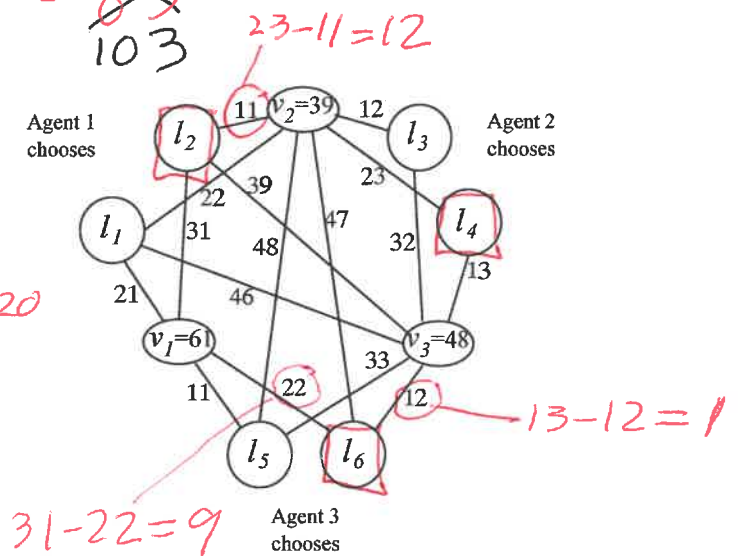 103
23-11=12
Agent 1
chooses
l2
11
v2=39
12
l3
Agent 2
chooses
22
39
23
l4
l1
31
48
47
32
13
21
46
20
v1=61
v3=48
33
11
22
12
13-12=1
l5
l6
31-22=9
Agent 3
chooses